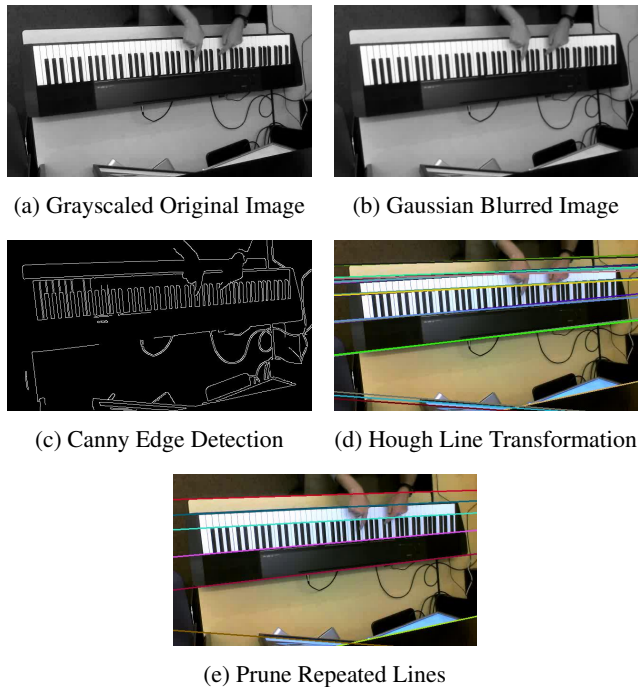 (a) Grayscaled Original Image
(b) Gaussian Blurred Image
(c) Canny Edge Detection
(d) Hough Line Transformation
(e) Prune Repeated Lines